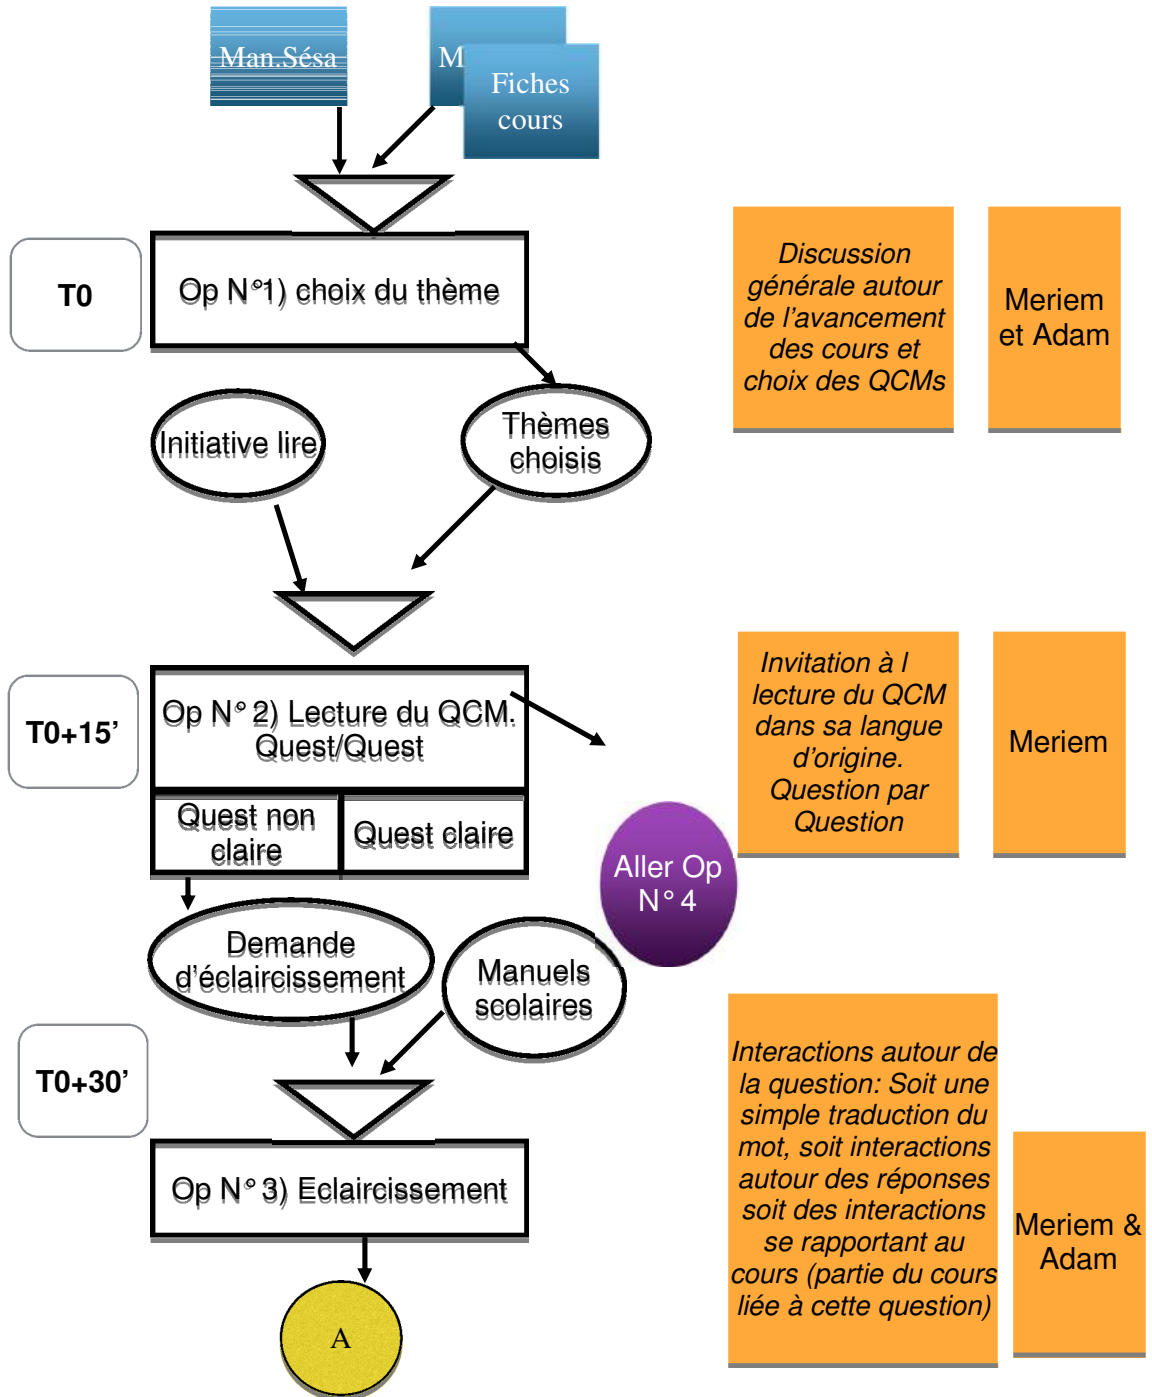 Man.Sésa
M
Fiches
cours
T0
Op N°1) choix du thème
Discussion
générale autour
de l'avancement
des cours et
choix des QCMs
Meriem
et Adam
Initiative lire
Thèmes
choisis
T0+15’
Op N° 2) Lecture du QCM.
Quest/Quest
Quest non
claire
Quest claire
Aller Op
N° 4
Invitation à l
lecture du QCM
dans sa langue
d’origine.
Question par
Question
Meriem
Demande
d’éclaircissement
Manuels
scolaires
T0+30’
Op N° 3) Eclaircissement
Interactions autour de
la question: Soit une
simple traduction du
mot, soit interactions
autour des réponses
soit des interactions
se rapportant au
cours (partie du cours
liée à cette question)
Meriem &
Adam
A